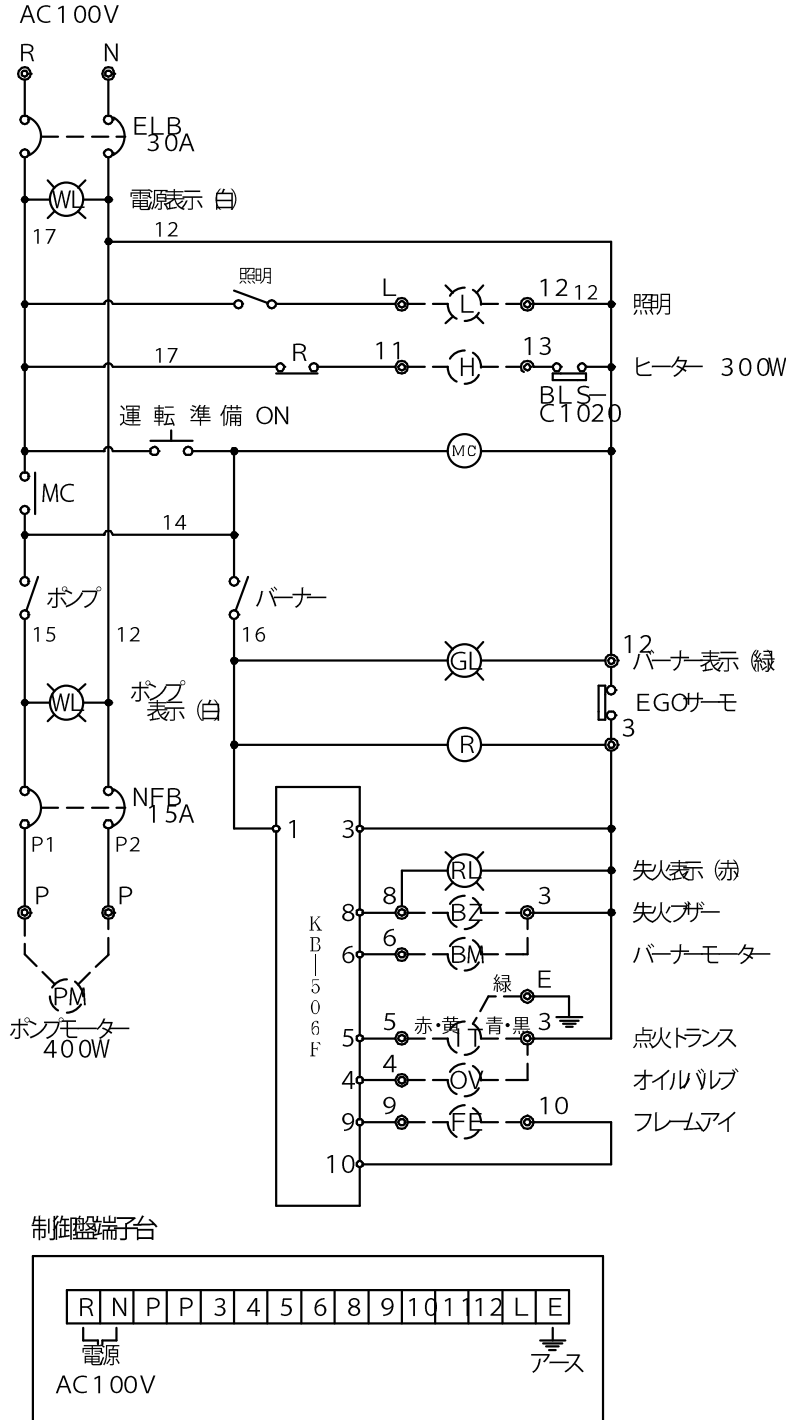 AC100V
R N
ELB
30A
WL 電源表示(白)
17 12
照明 L L 12 12 照明
17 R 11 H 13 ヒーター 300W
BLS-
C1020
運転準備ON
MC
MC
14
ポンプ バーナー
15 12 16
GL 12 バーナー表示(緑
WL ポンプ
表示(白)
EGOサーモ
R 3
NFB
15A
1 3
P1 P2
RL 失火表示(赤)
P P
8 8 BZ 3 失火ブザー
KB-506F
6 6 BM バーナーモーター
PM
緑 E
ポンプモーター
400W
5 5 赤・黄 1T 青・黒 3 点火トランス
4 4 OV オイルバルブ
9 9 FE 10 フレームアイ
10
制御盤端子台
R N P P 3 4 5 6 8 9 10 11 12 L E
電源 アース
AC100V